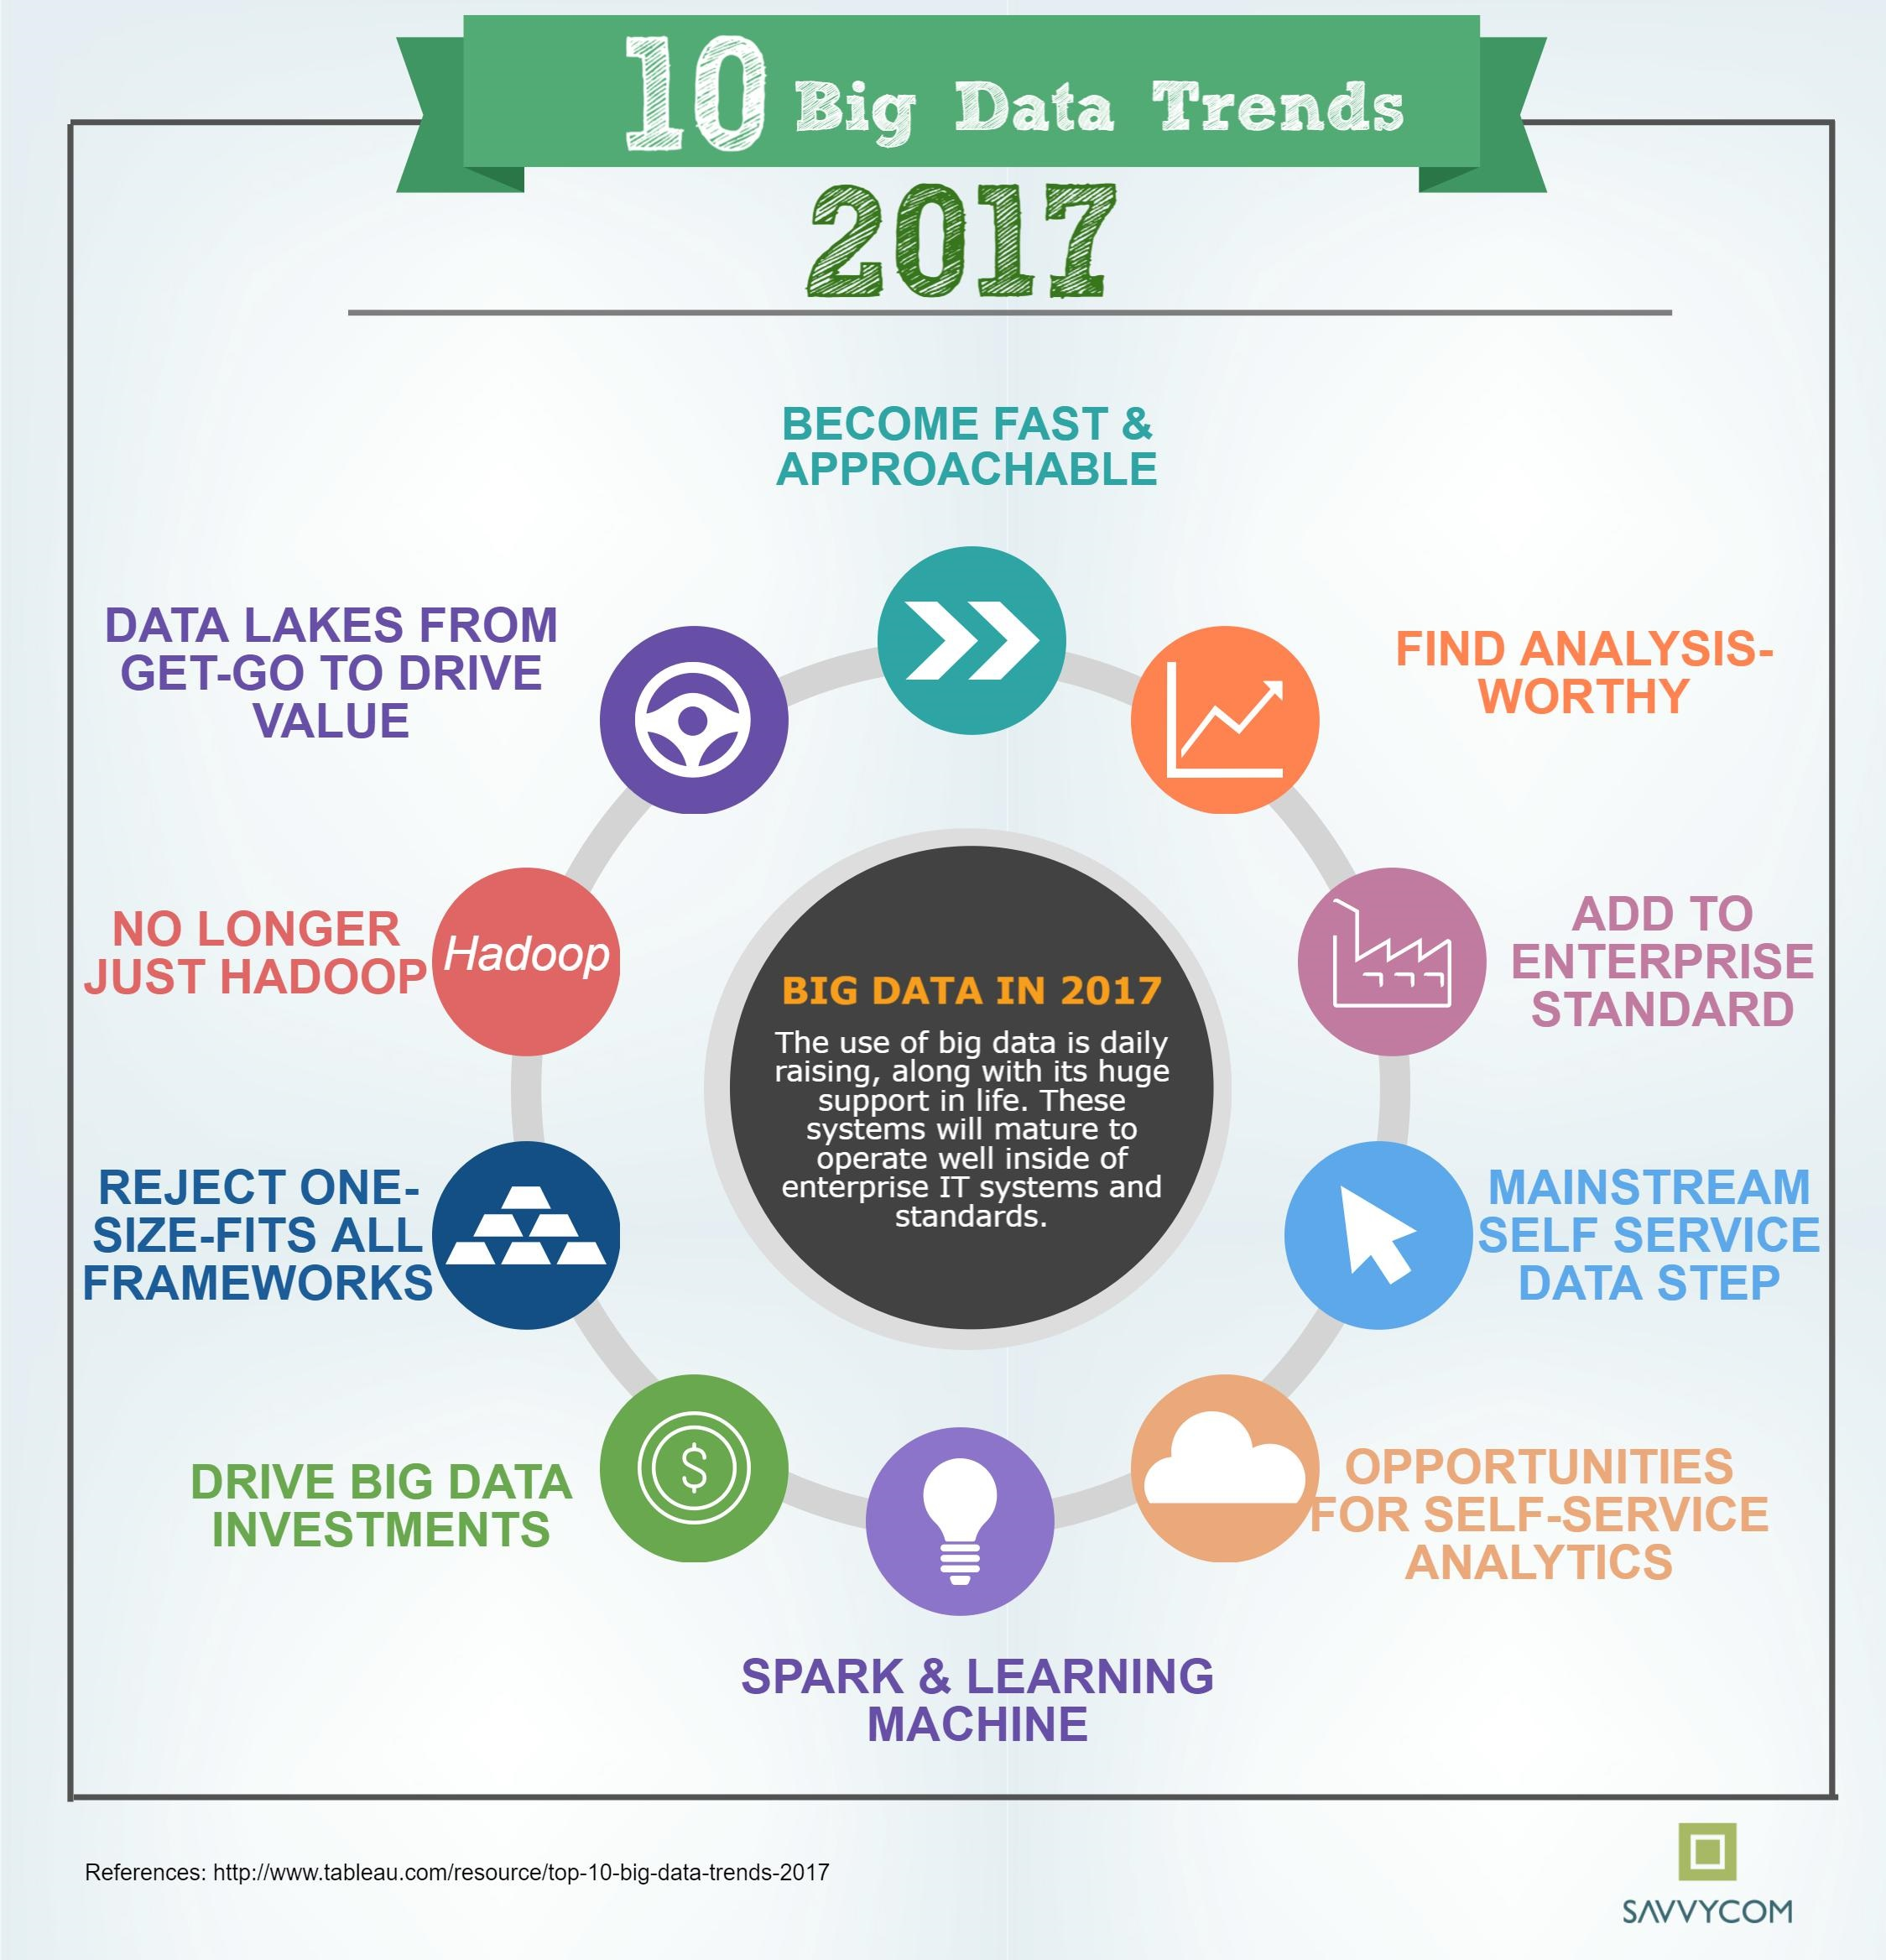 10 Big Data Trends
2017
BECOME FAST &
APPROACHABLE
FIND ANALYSIS-
WORTHY
ADD TO
ENTERPRISE
STANDARD
MAINSTREAM
SELF SERVICE
DATA STEP
OPPORTUNITIES
FOR SELF-SERVICE
ANALYTICS
SPARK & LEARNING
MACHINE
DRIVE BIG DATA
INVESTMENTS
$
REJECT ONE-
SIZE-FITS ALL
FRAMEWORKS
NO LONGER
JUST HADOOP
Hadoop
DATA LAKES FROM
GET-GO TO DRIVE
VALUE
BIG DATA IN 2017
The use of big data is daily
raising, along with its huge
support in life. These
systems will mature to
operate well inside of
enterprise IT systems and
standards.
References: http://www.tableau.com/resource/top-10-big-data-trends-2017
SAVVYCOM